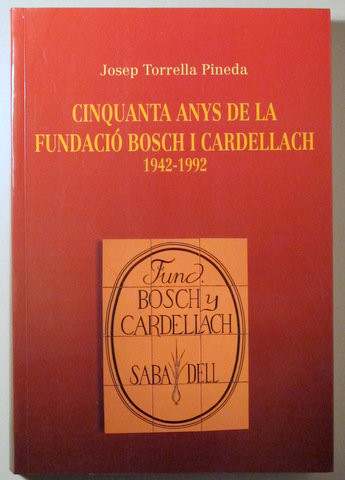 Josep Torrella Pineda
CINQUANTA ANYS DE LA
FUNDACIÓ BOSCH I CARDELLACH
1942-1992
Fund.
BOSCH y
CARDELLACH
SABADELL